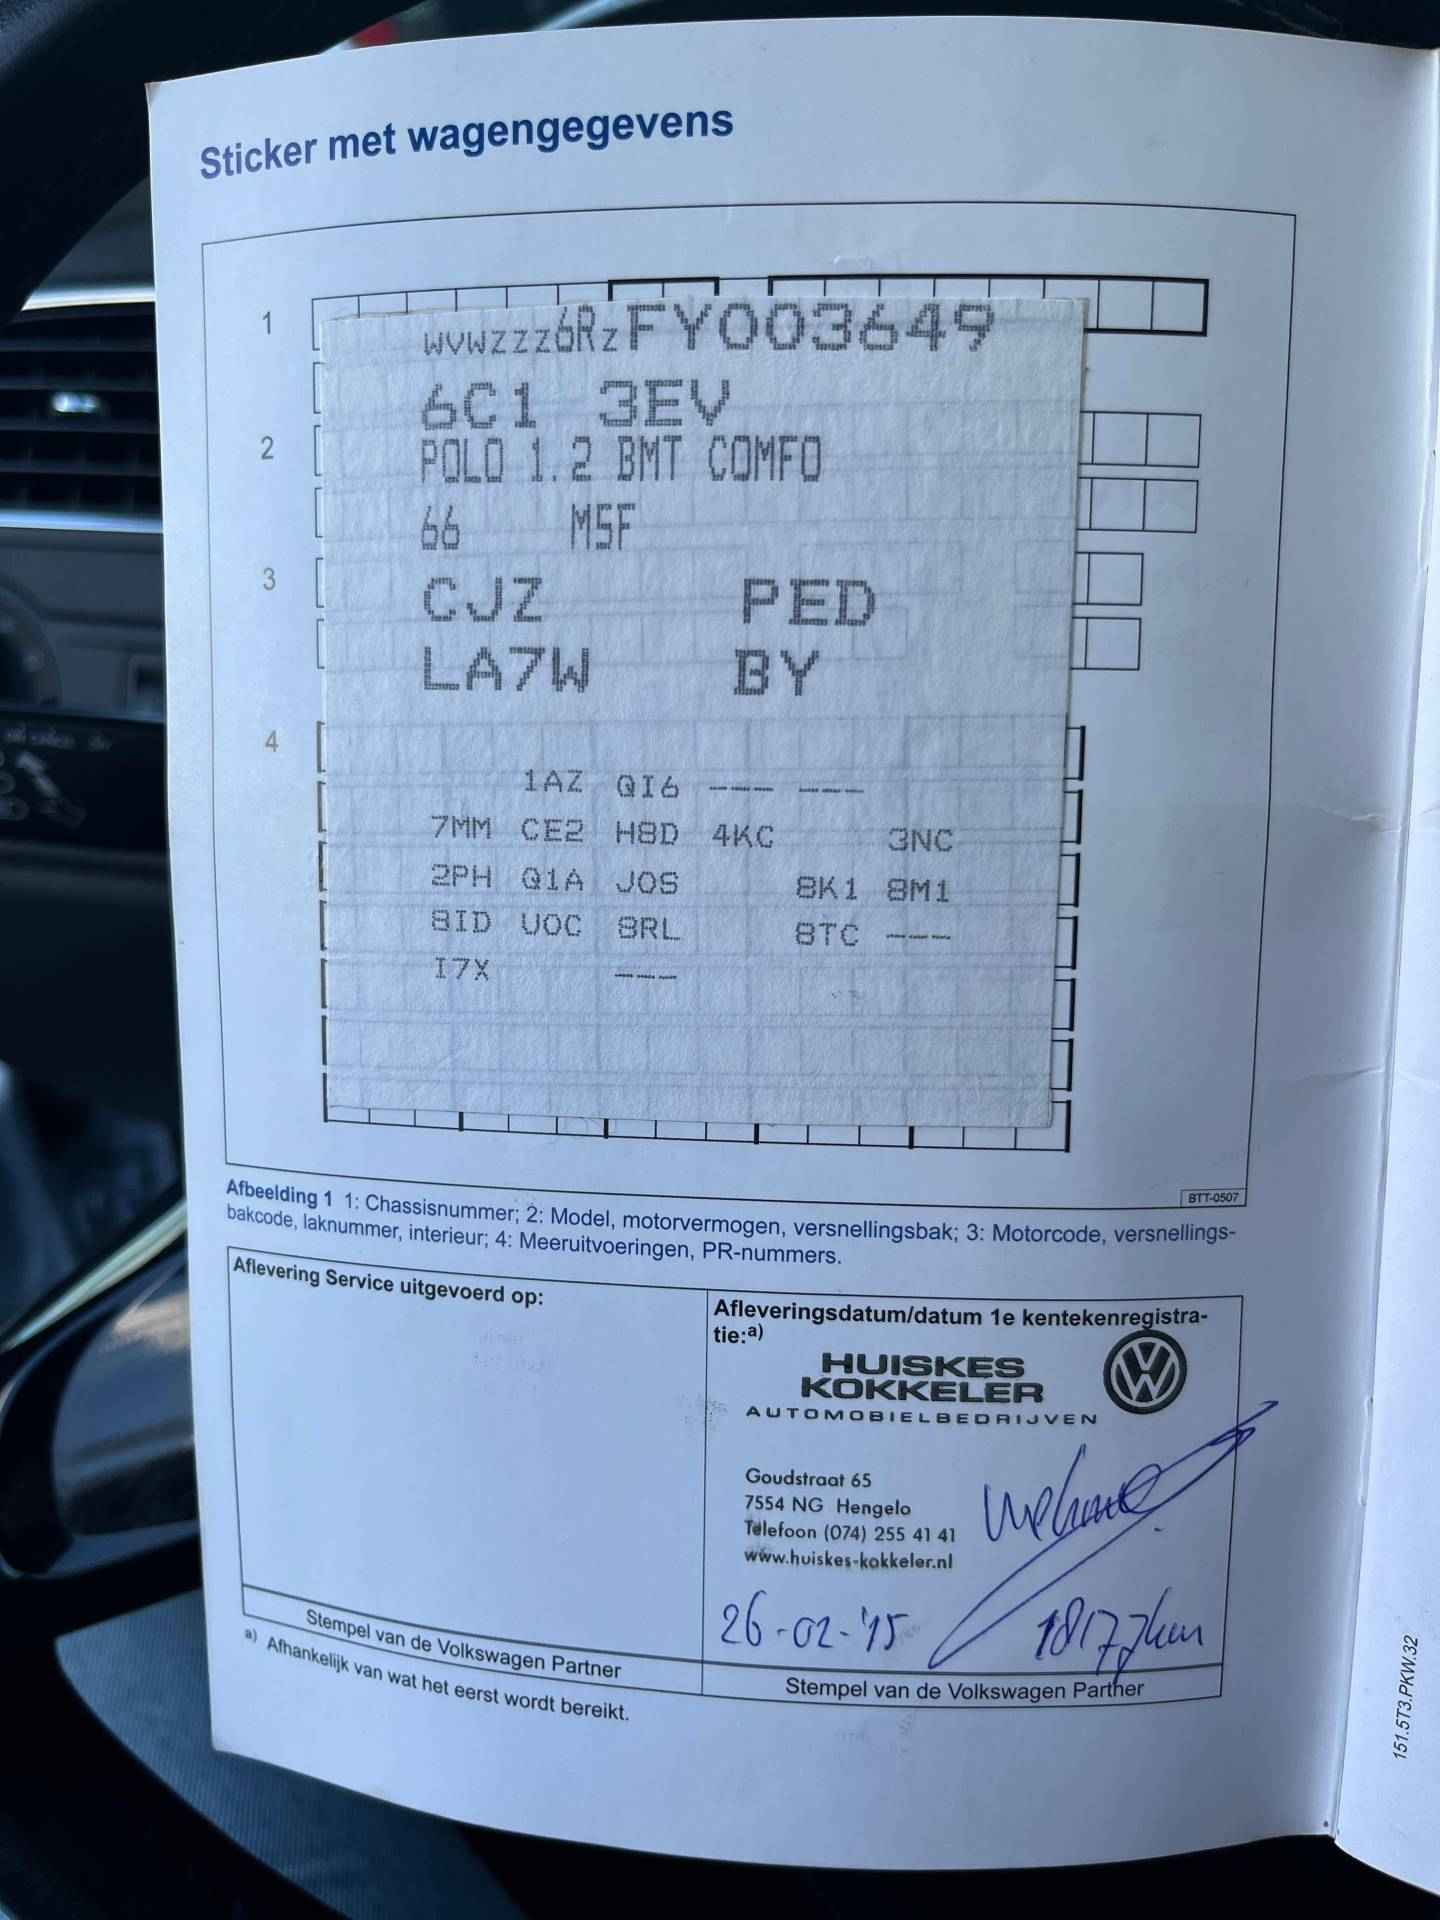 Sticker met wagengegevens
1
WVWZZZ6RZFY003649
6C1 3EV
2
POLO 1.2 BMT COMFO
66 M5F
3
CJZ PED
LA7W BY
4
1AZ QI6 --- ---
7MM CE2 H8D 4KC 3NC
2PH Q1A J0S 8K1 8M1
8ID U0C 8RL 8TC ---
I7X ---
BTT-0507
Afbeelding 1 1: Chassisnummer; 2: Model, motorvermogen, versnellingsbak; 3: Motorcode, versnellings-
bakcode, laknummer, interieur; 4: Meeruitvoeringen, PR-nummers.
Aflevering Service uitgevoerd op:
Stempel van de Volkswagen Partner
Afleveringsdatum/datum 1e kentekenregistra-
tie:a)
HUISKES
KOKKELER
AUTOMOBIELBEDRIJVEN
Goudstraat 65
7554 NG Hengelo
Telefoon (074) 255 41 41
www.huiskes-kokkeler.nl
26-02-'15
Stempel van de Volkswagen Partner
a) Afhankelijk van wat het eerst wordt bereikt.
151.5T3.PKW.32